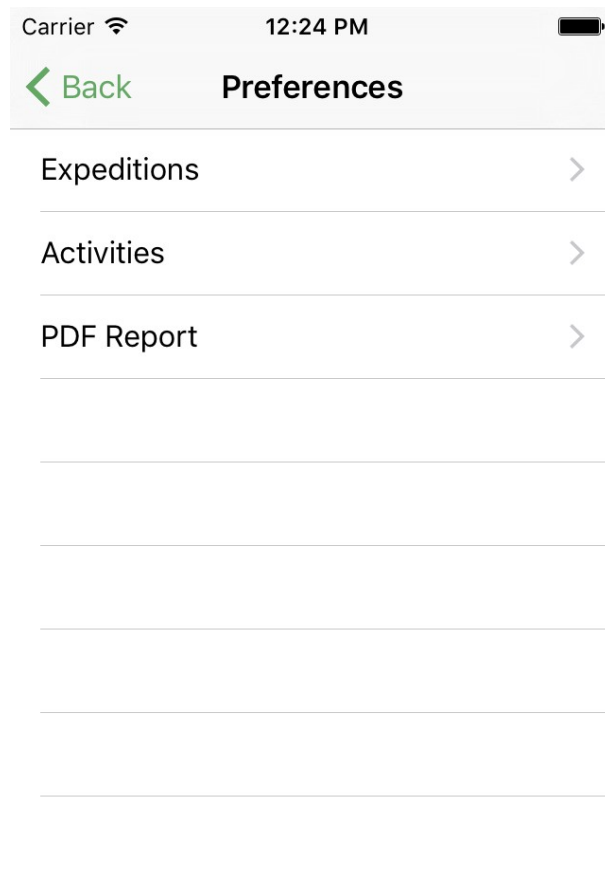 Carrier 12:24 PM
Back Preferences
Expeditions
Activities
PDF Report